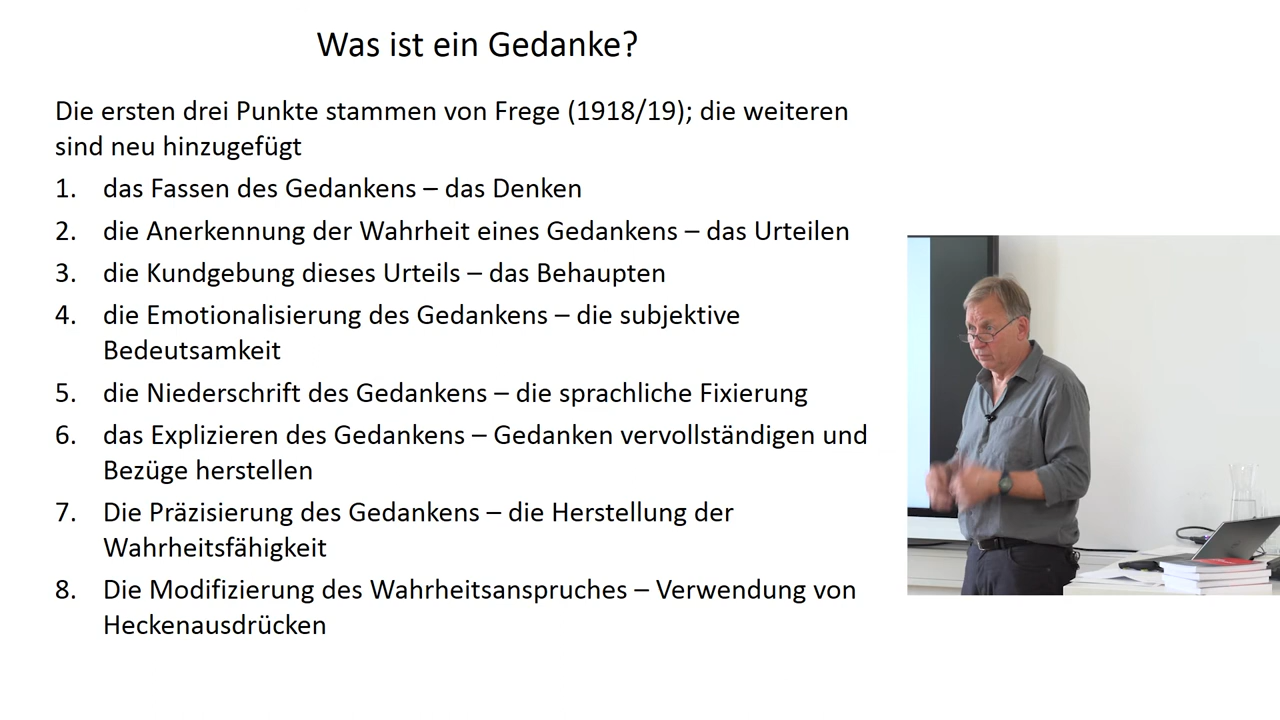 Was ist ein Gedanke?
Die ersten drei Punkte stammen von Frege (1918/19); die weiteren
sind neu hinzugefügt
1. das Fassen des Gedankens – das Denken
2. die Anerkennung der Wahrheit eines Gedankens – das Urteilen
3. die Kundgebung dieses Urteils – das Behaupten
4. die Emotionalisierung des Gedankens – die subjektive
Bedeutsamkeit
5. die Niederschrift des Gedankens – die sprachliche Fixierung
6. das Explizieren des Gedankens – Gedanken vervollständigen und
Bezüge herstellen
7. Die Präzisierung des Gedankens – die Herstellung der
Wahrheitsfähigkeit
8. Die Modifizierung des Wahrheitsanspruches – Verwendung von
Heckenausdrücken